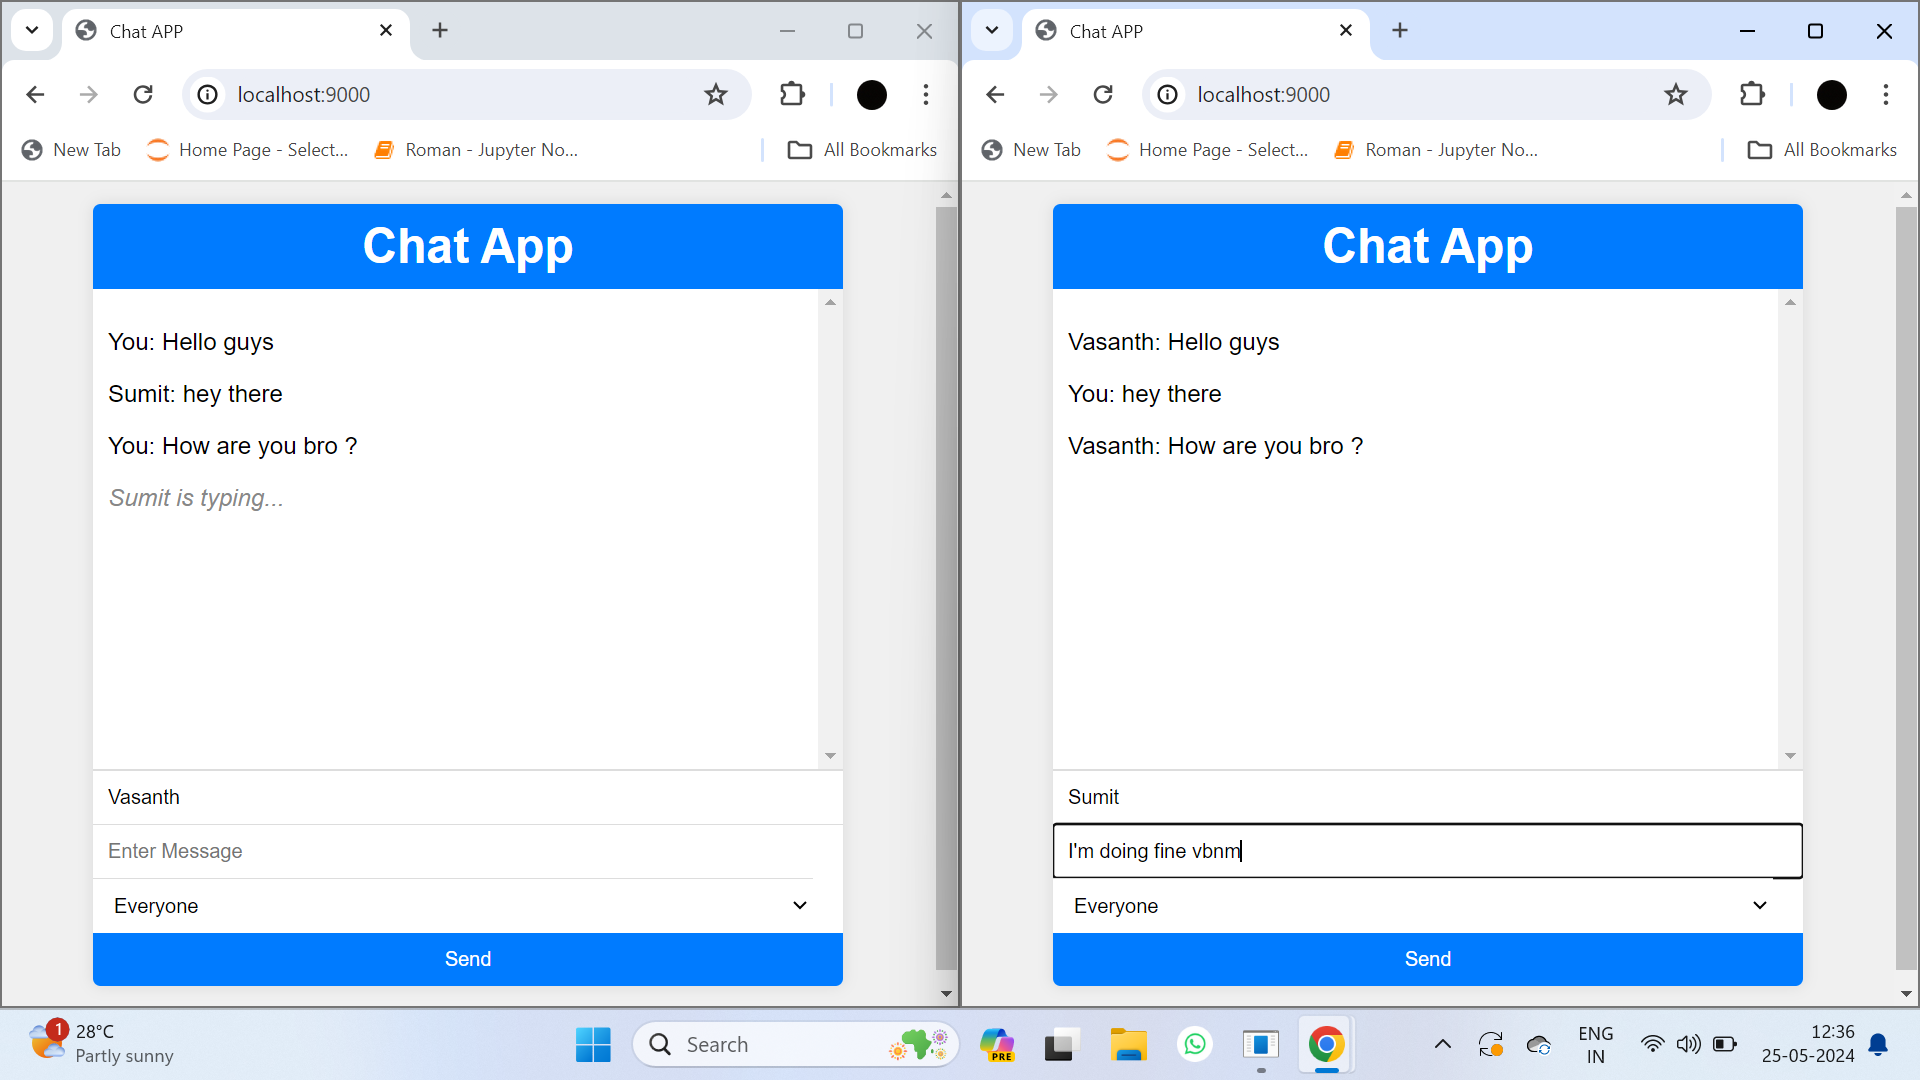 Chat APP
localhost:9000
New Tab
Home Page - Select...
Roman - Jupyter No...
All Bookmarks
Chat App
You: Hello guys
Sumit: hey there
You: How are you bro ?
Sumit is typing...
Vasanth
Enter Message
Everyone
Send
Chat APP
localhost:9000
New Tab
Home Page - Select...
Roman - Jupyter No...
All Bookmarks
Chat App
Vasanth: Hello guys
You: hey there
Vasanth: How are you bro ?
Sumit
I'm doing fine vbnm
Everyone
Send
1
28°C
Partly sunny
Search
PRE
ENG
IN
12:36
25-05-2024